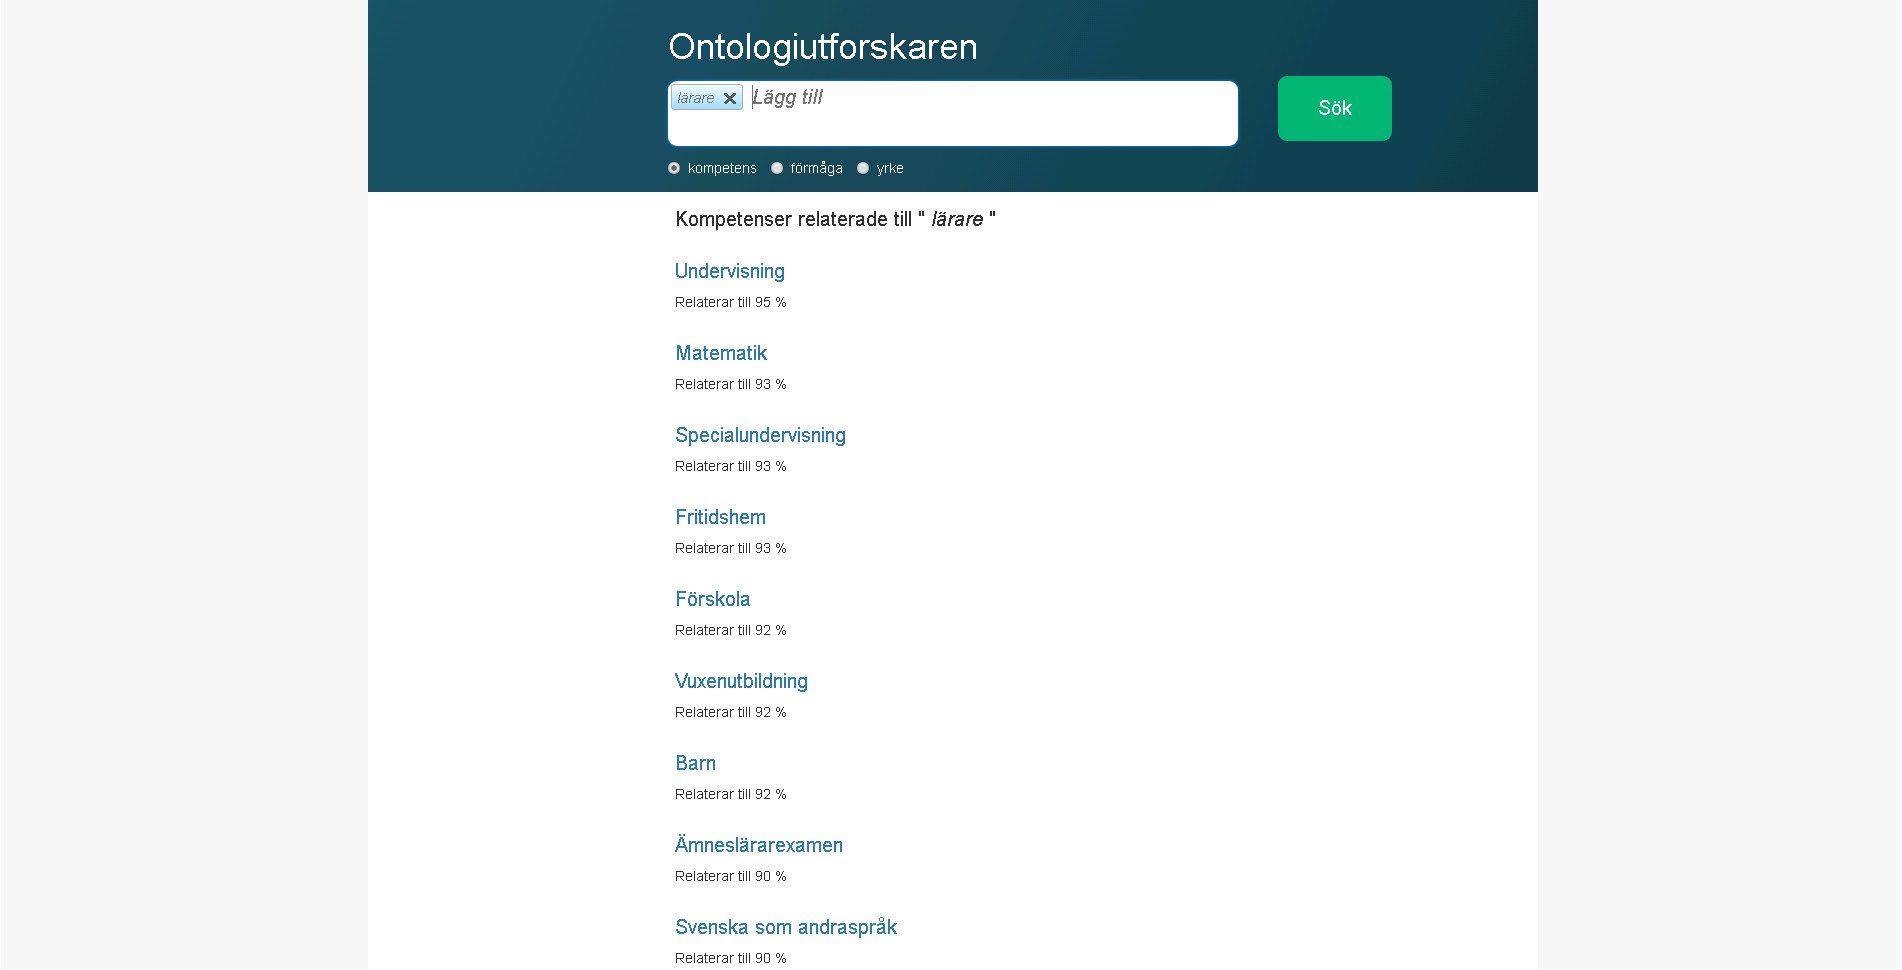 Ontologiutforskaren
lärare Lägg till
Sök
kompetens förmåga yrke
Kompetenser relaterade till " lärare "
Undervisning
Relaterar till 95 %
Matematik
Relaterar till 93 %
Specialundervisning
Relaterar till 93 %
Fritidshem
Relaterar till 93 %
Förskola
Relaterar till 92 %
Vuxenutbildning
Relaterar till 92 %
Barn
Relaterar till 92 %
Ämneslärarexamen
Relaterar till 90 %
Svenska som andraspråk
Relaterar till 90 %